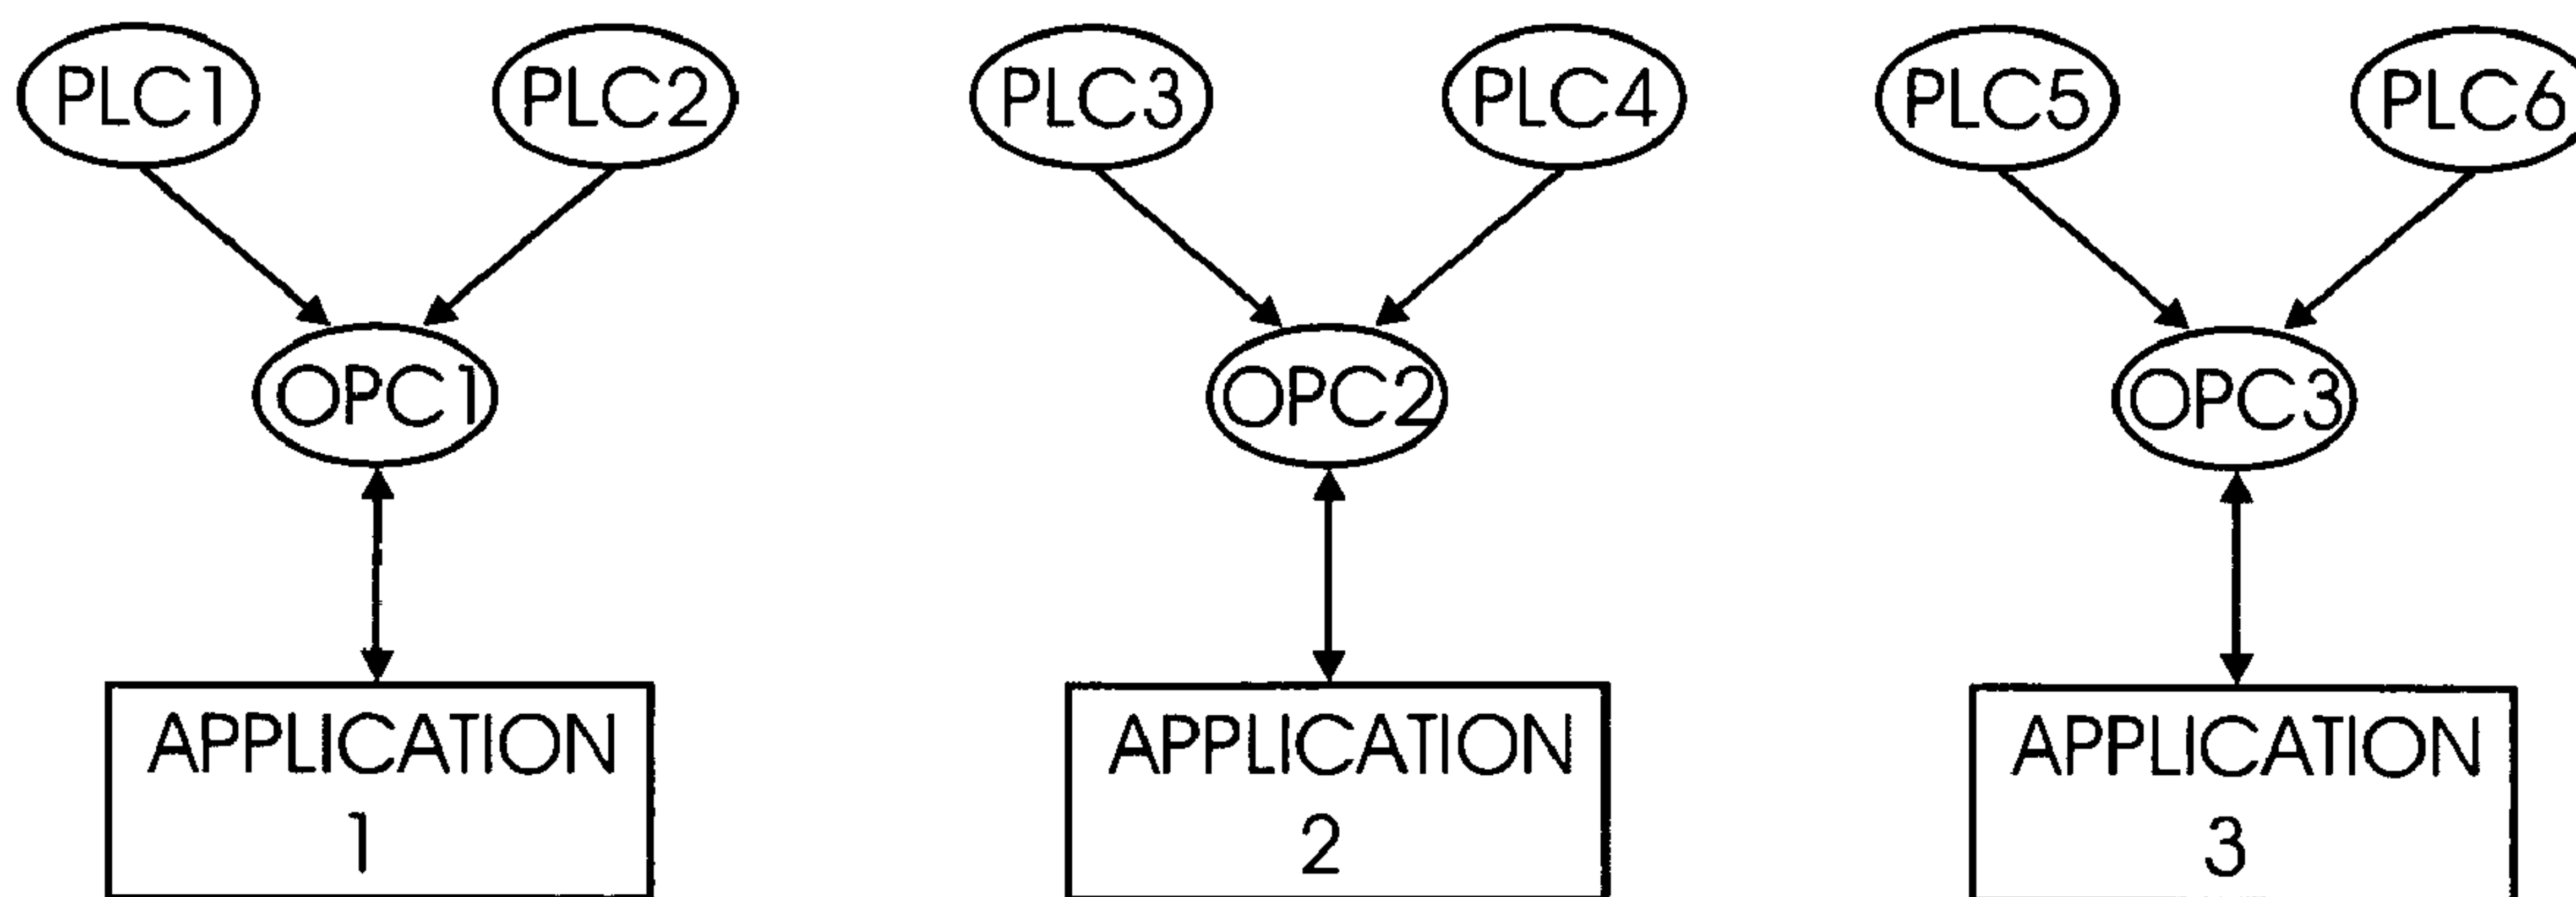 PLC1 PLC2 PLC3 PLC4 PLC5 PLC6
OPC1 OPC2 OPC3
APPLICATION APPLICATION APPLICATION
1 2 3